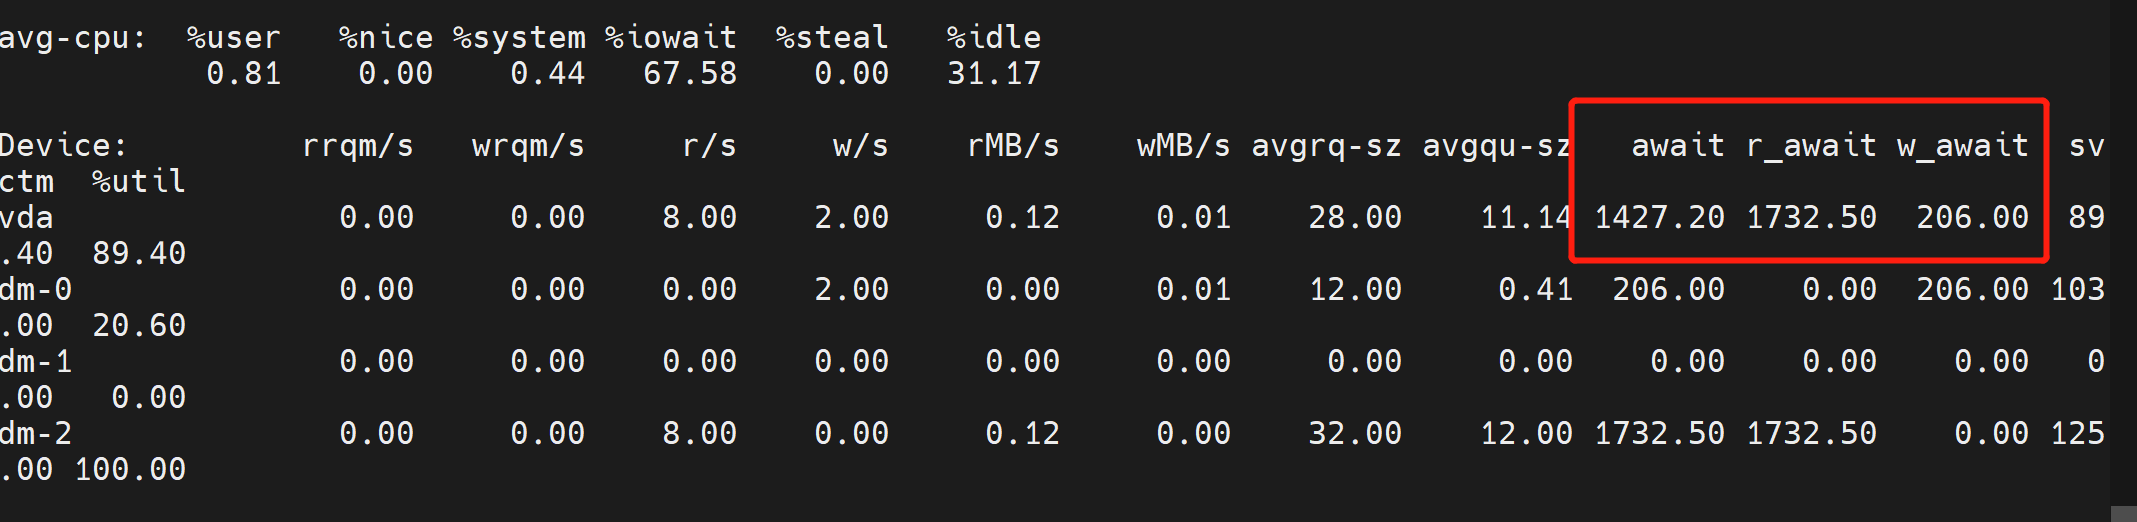 avg-cpu:  %user   %nice %system %iowait  %steal   %idle
           0.81    0.00    0.44   67.58    0.00   31.17
Device:         rrqm/s   wrqm/s     r/s     w/s    rMB/s    wMB/s avgrq-sz avgqu-sz   await r_await w_await  sv
ctm  %util
vda               0.00     0.00    8.00    2.00     0.12     0.01    28.00    11.14 1427.20 1732.50  206.00  89
.40  89.40
dm-0              0.00     0.00    0.00    2.00     0.00     0.01    12.00     0.41  206.00    0.00  206.00 103
.00  20.60
dm-1              0.00     0.00    0.00    0.00     0.00     0.00     0.00     0.00    0.00    0.00    0.00   0
.00   0.00
dm-2              0.00     0.00    8.00    0.00     0.12     0.00    32.00    12.00 1732.50 1732.50    0.00 125
.00 100.00